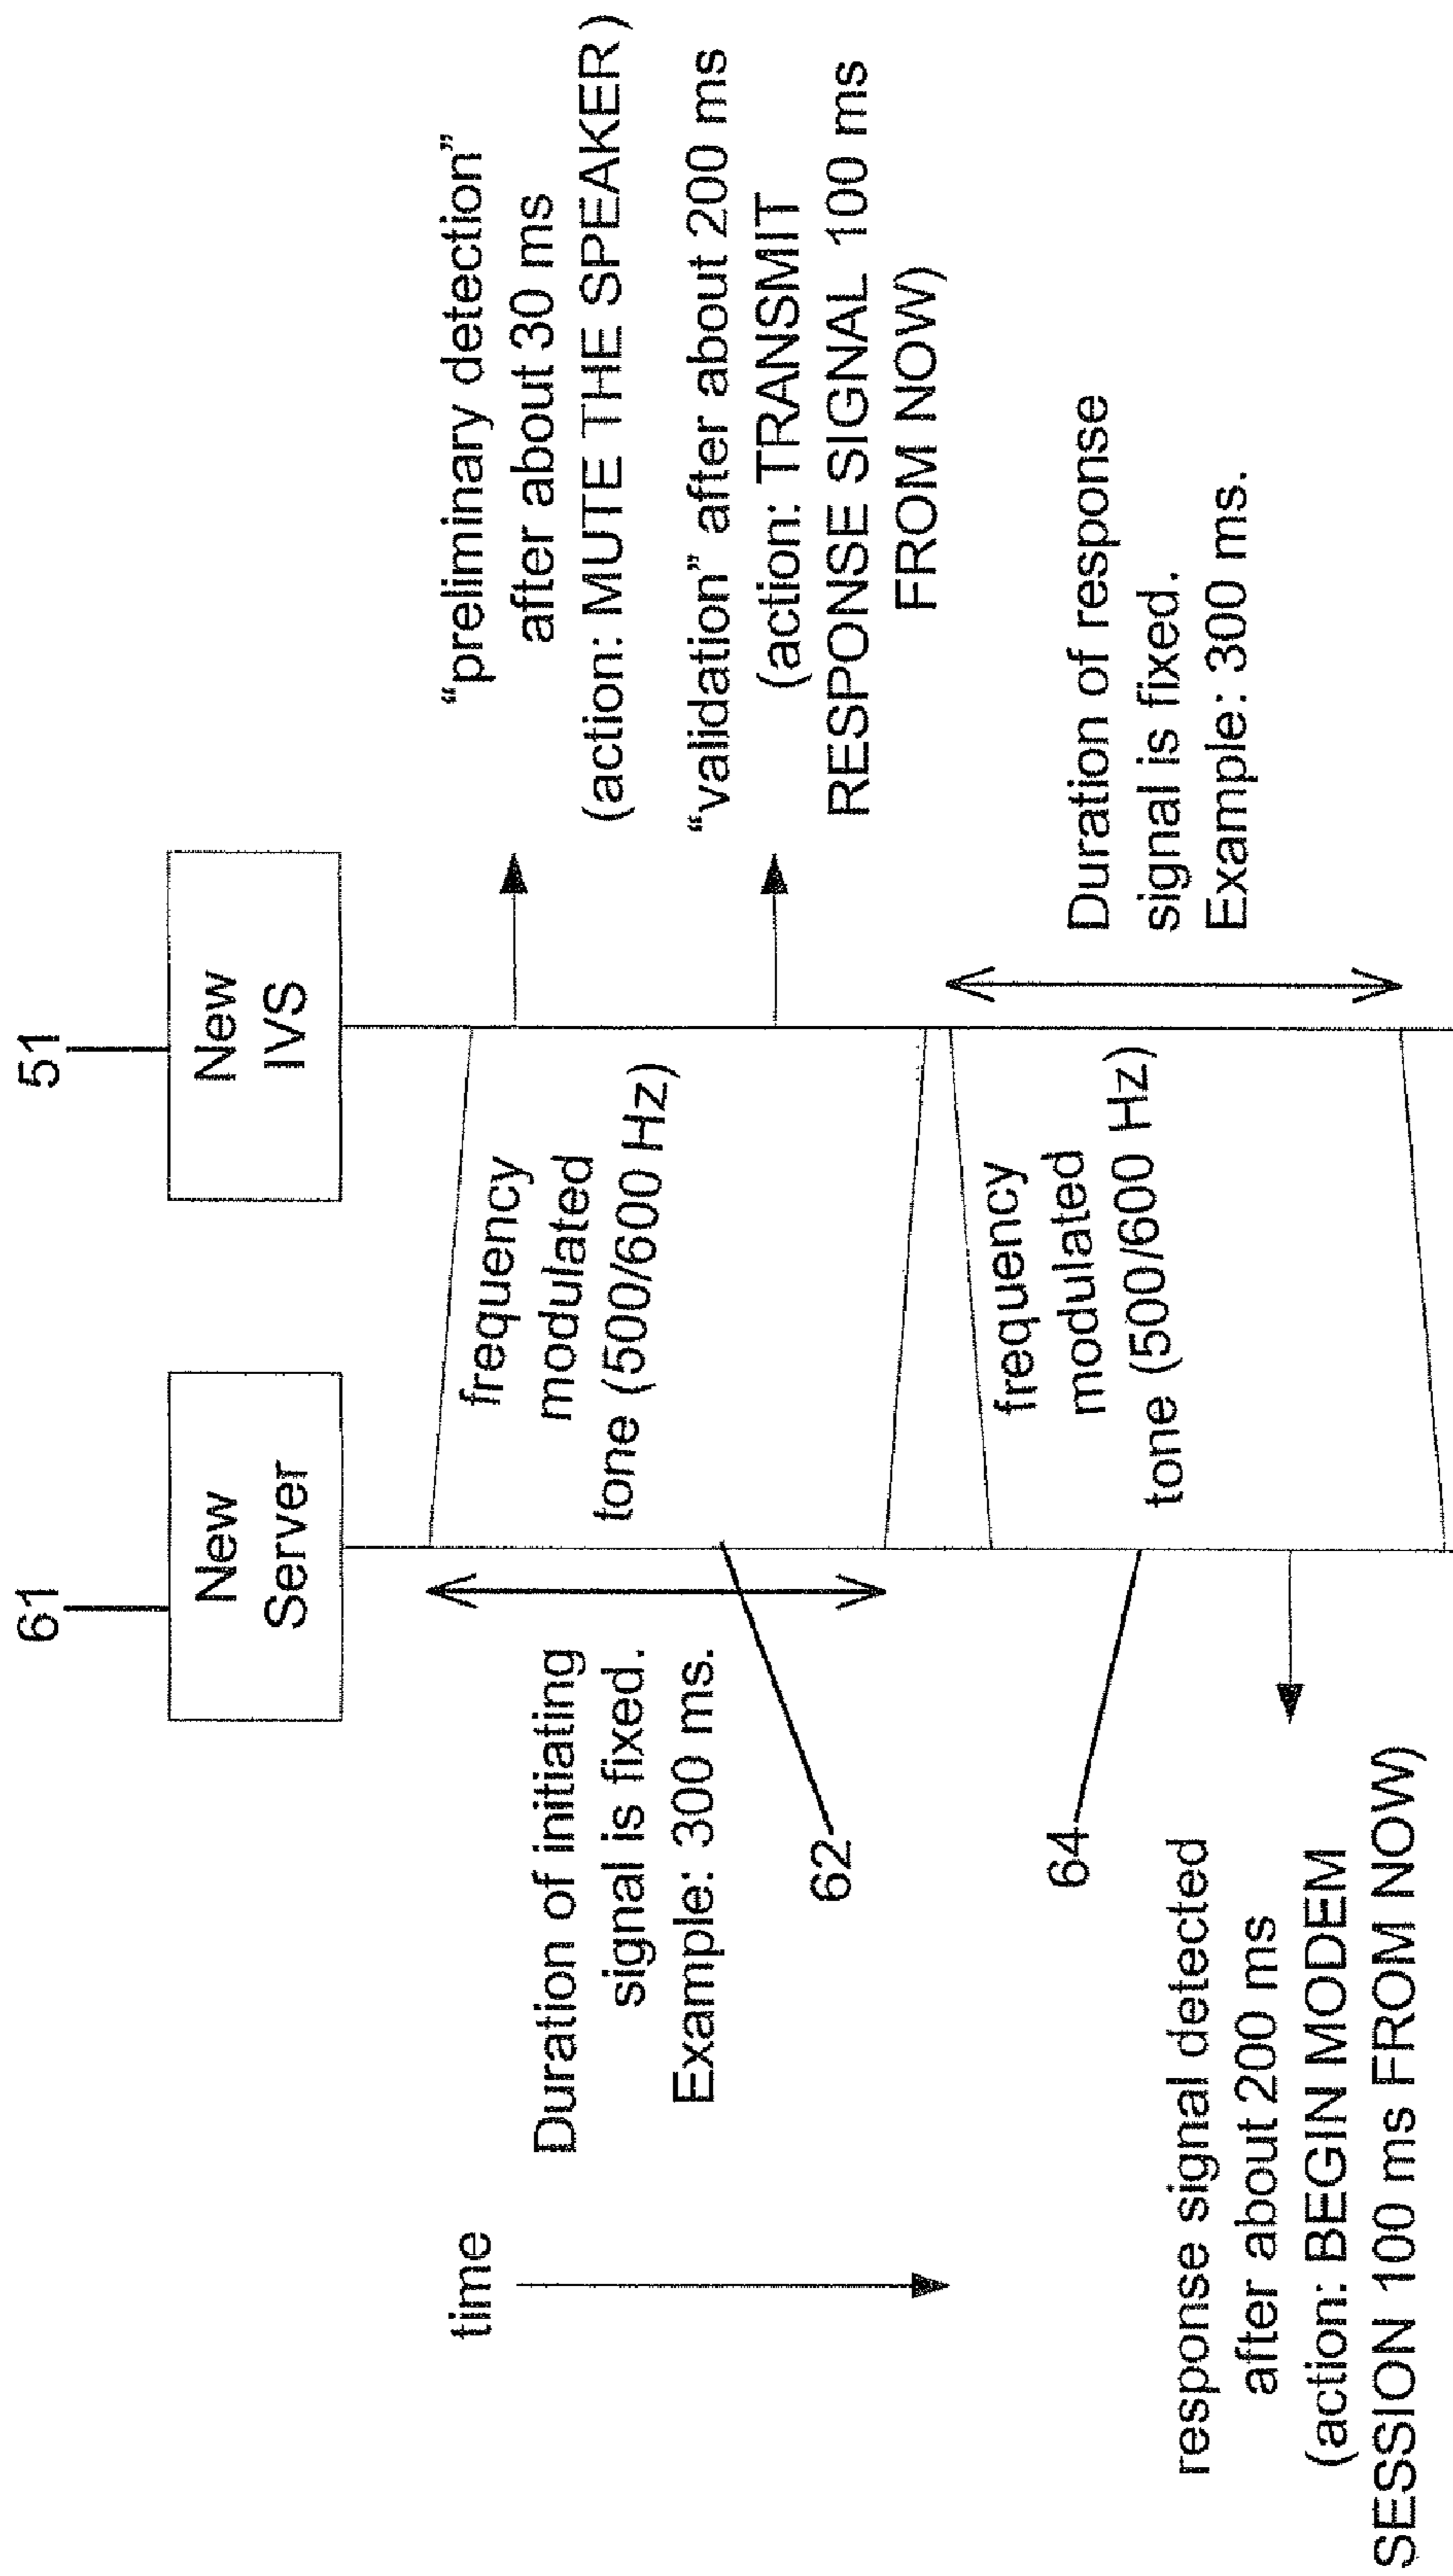 61
New
Server
51
New
IVS
time
Duration of initiating
signal is fixed.
Example: 300 ms.
62
frequency
modulated
tone (500/600 Hz)
“preliminary detection”
after about 30 ms
(action: MUTE THE SPEAKER)
“validation” after about 200 ms
(action: TRANSMIT
RESPONSE SIGNAL 100 ms
FROM NOW)
64
frequency
modulated
tone (500/600 Hz)
Duration of response
signal is fixed.
Example: 300 ms.
response signal detected
after about 200 ms
(action: BEGIN MODEM
SESSION 100 ms FROM NOW)